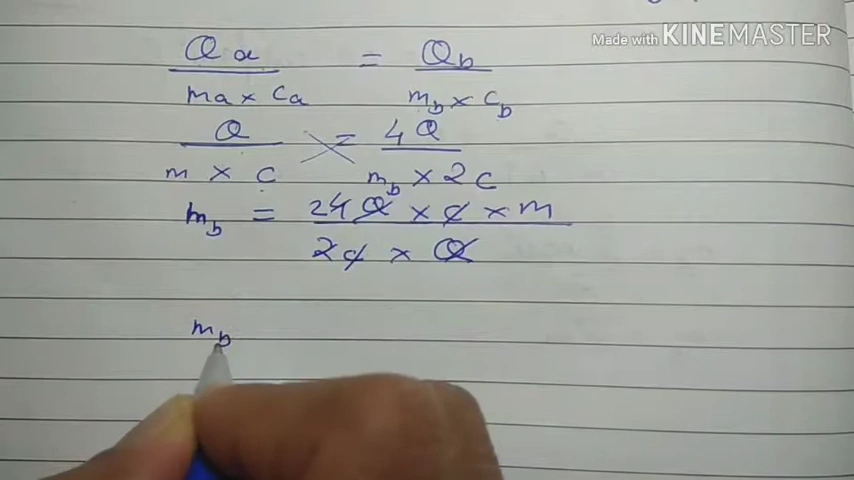 Made with KINEMASTER
Qa = Qb
ma × ca mb × cb
Q = 4Q
m × c mb × 2c
mb = 24Q × c × m
2c × Q
mb